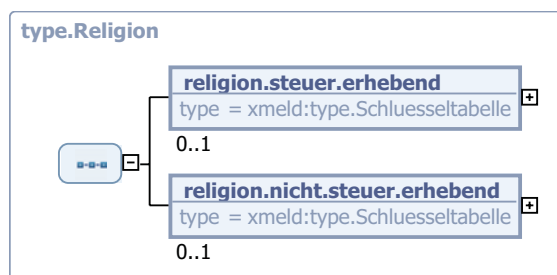 type.Religion
religion.steuer.erhebend
type = xmeld:type.Schluesseltabelle
0..1
religion.nicht.steuer.erhebend
type = xmeld:type.Schluesseltabelle
0..1